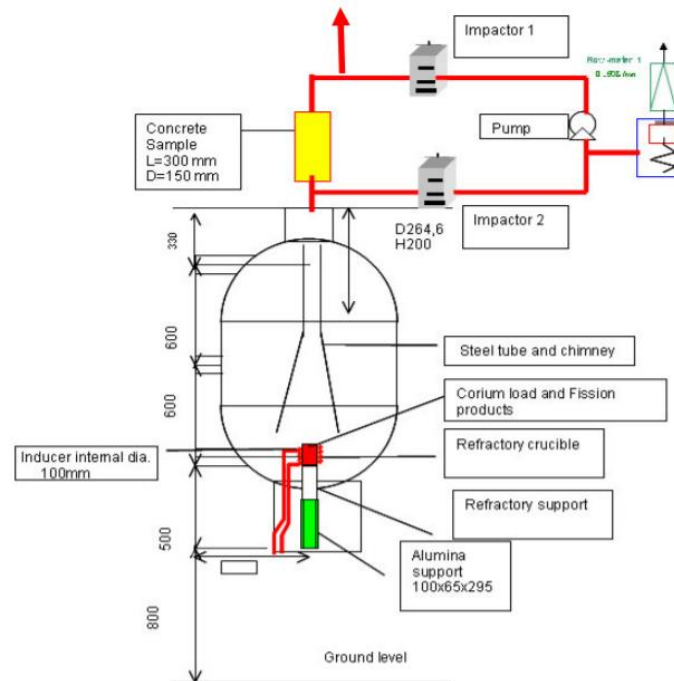 Impactor 1
Concrete
Sample
L=300 mm
D=150 mm
Pump
Impactor 2
D264,6
H200
330
600
Steel tube and chimney
600
Corium load and Fission
products
Inducer internal dia.
100mm
Refractory crucible
Refractory support
500
Alumina
support
100x65x295
800
Ground level